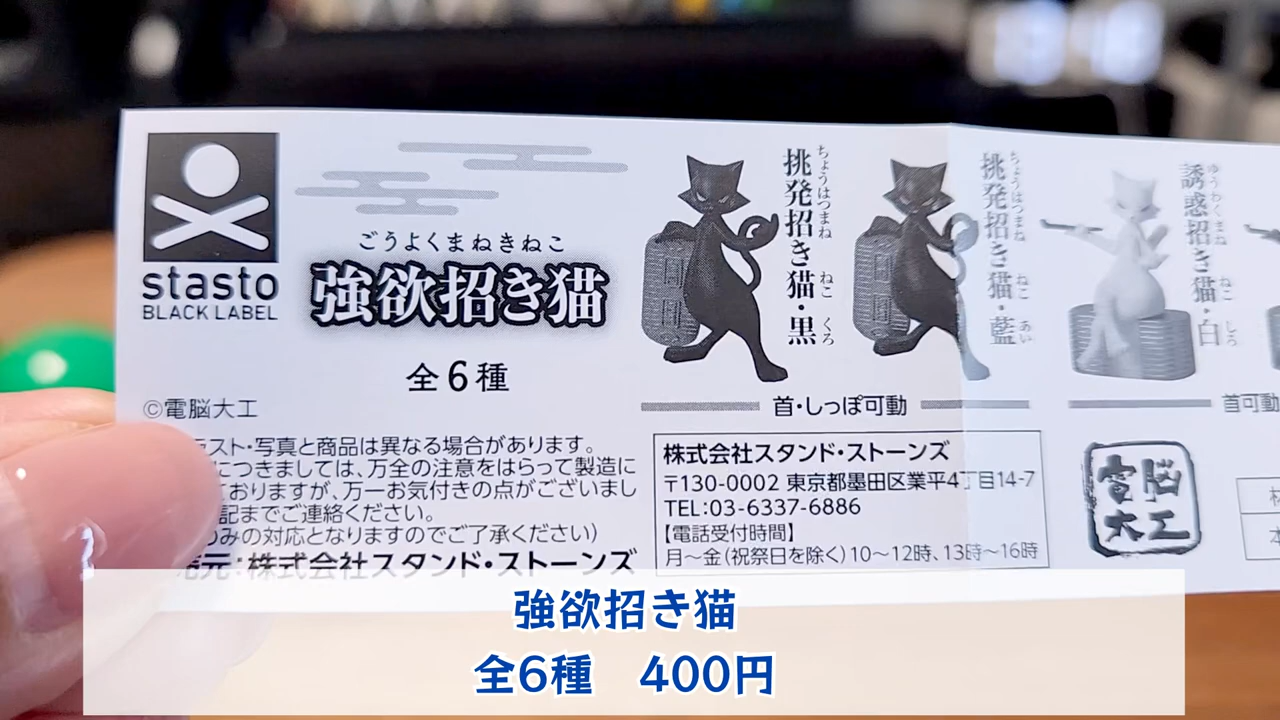 stasto
BLACK LABEL
ごうよくまねきねこ
強欲招き猫
全6種
©電脳大工
ちょうはつまね ねこ くろ
挑発招き猫・黒
ちょうはつまね ねこ あい
挑発招き猫・藍
ゆうわくまね ねこ しろ
誘惑招き猫・白
首・しっぽ可動
首可動
スト・写真と商品は異なる場合があります。
につきましては、万全の注意をはらって製造に
ておりますが、万一お気付きの点がございまし
記までご連絡ください。
のみの対応となりますのでご了承ください)
元:株式会社スタンド・ストーンズ
株式会社スタンド・ストーンズ
〒130-0002 東京都墨田区業平4丁目14-7
TEL:03-6337-6886
【電話受付時間】
月～金(祝祭日を除く)10～12時、13時～16時
電脳
大工
強欲招き猫
全6種 400円